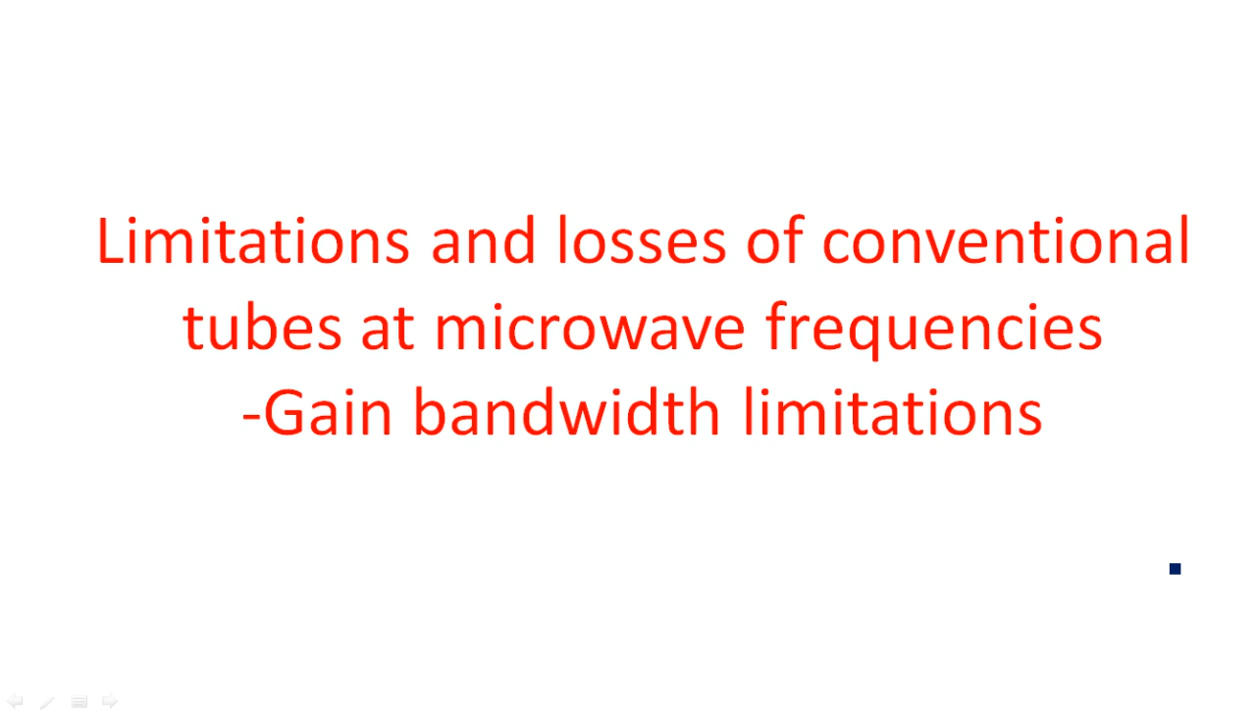 Limitations and losses of conventional
tubes at microwave frequencies
-Gain bandwidth limitations